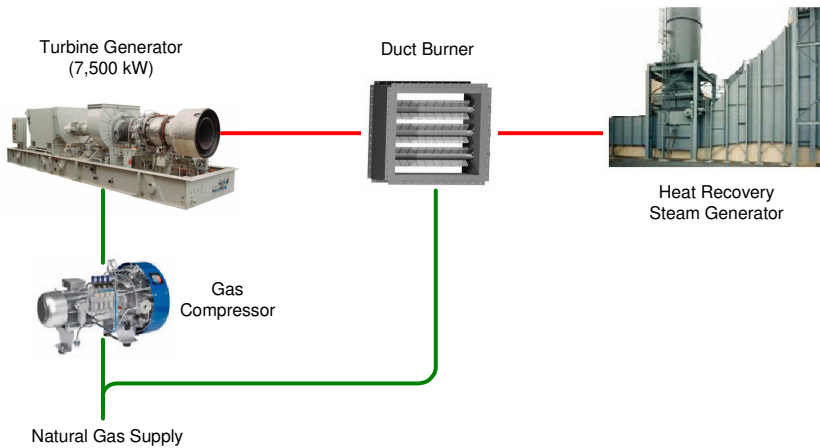 Turbine Generator
(7,500 kW)
Duct Burner
Heat Recovery
Steam Generator
Gas
Compressor
Natural Gas Supply